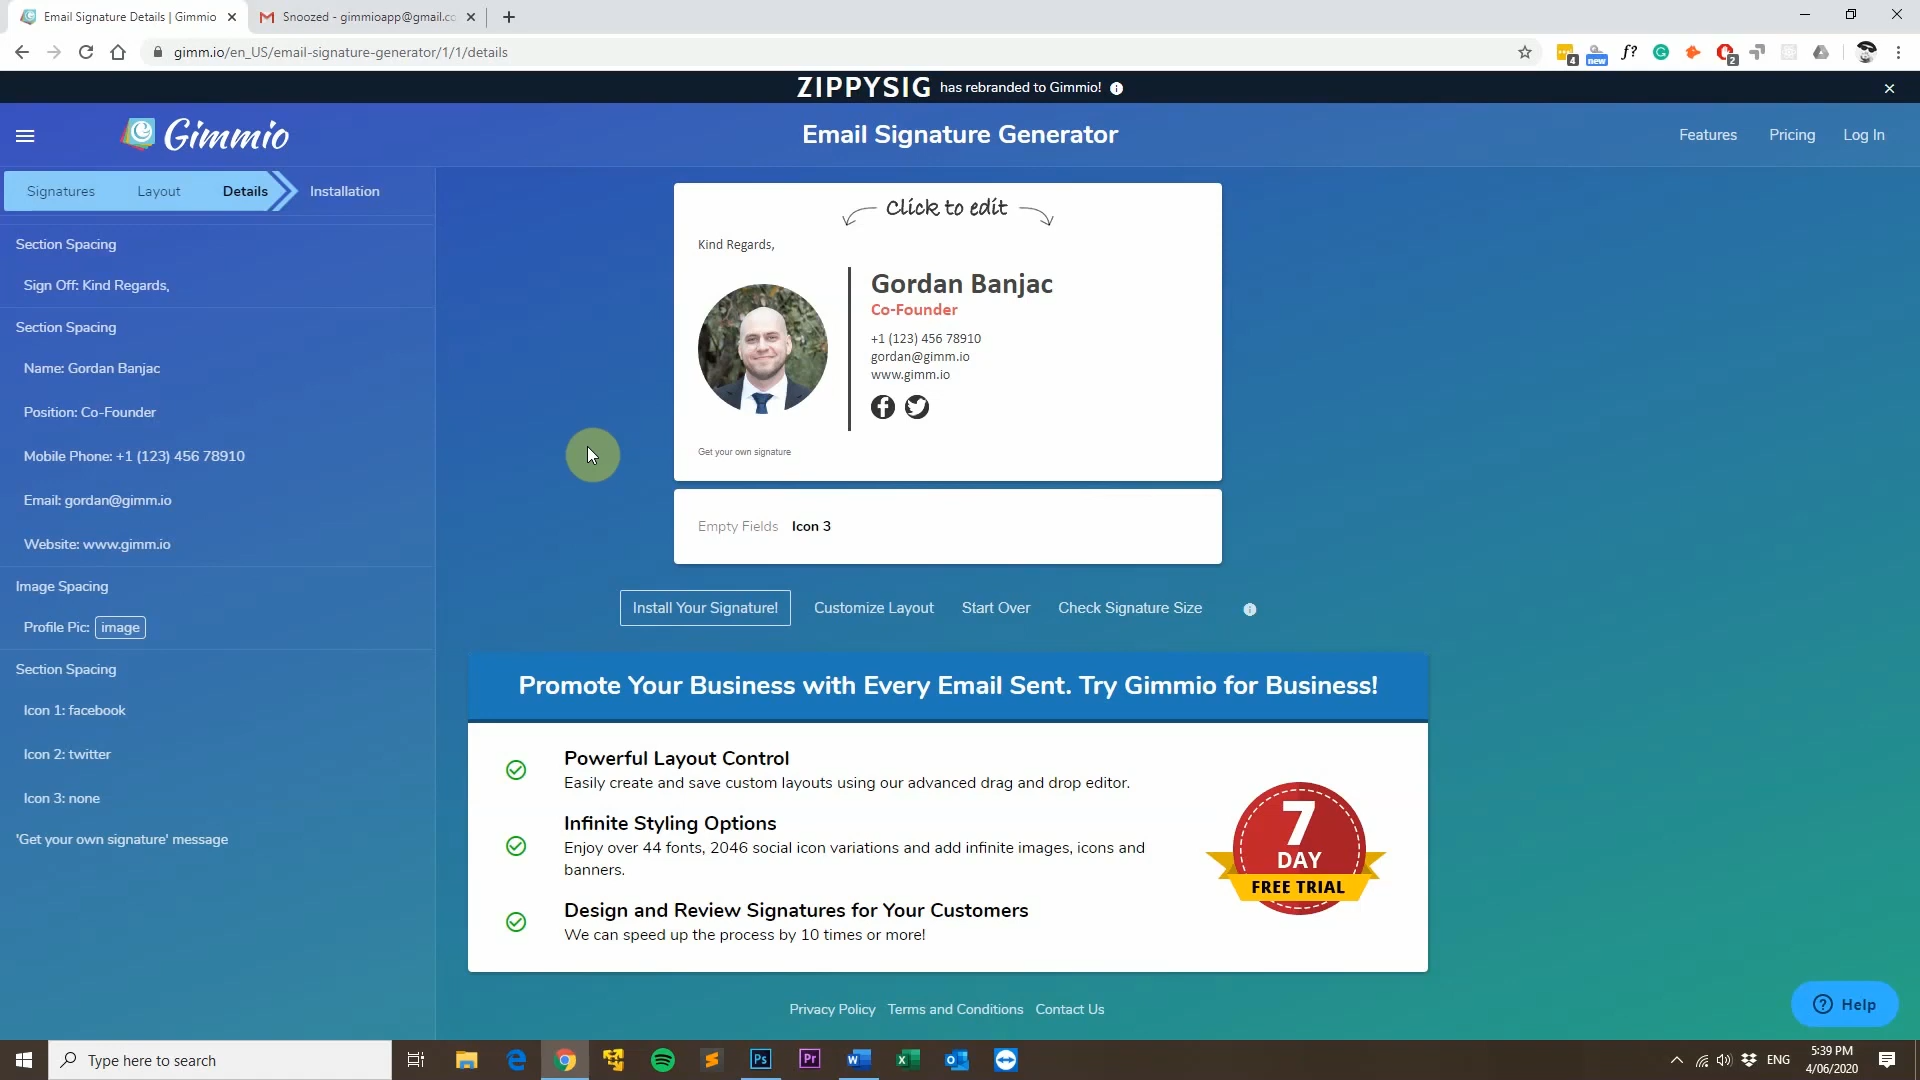 Email Signature Details | Gimmio
Snoozed - gimmioapp@gmail.co
gimm.io/en_US/email-signature-generator/1/1/details
f?
4
new
2
ZIPPYSIG has rebranded to Gimmio!
Gimmio
Email Signature Generator
Features Pricing Log In
Signatures Layout Details Installation
Section Spacing
Sign Off: Kind Regards,
Section Spacing
Name: Gordan Banjac
Position: Co-Founder
Mobile Phone: +1 (123) 456 78910
Email: gordan@gimm.io
Website: www.gimm.io
Image Spacing
Profile Pic: image
Section Spacing
Icon 1: facebook
Icon 2: twitter
Icon 3: none
'Get your own signature' message
Click to edit
Kind Regards,
Gordan Banjac
Co-Founder
+1 (123) 456 78910
gordan@gimm.io
www.gimm.io
Get your own signature
Empty Fields Icon 3
Install Your Signature! Customize Layout Start Over Check Signature Size
Promote Your Business with Every Email Sent. Try Gimmio for Business!
Powerful Layout Control
Easily create and save custom layouts using our advanced drag and drop editor.
Infinite Styling Options
Enjoy over 44 fonts, 2046 social icon variations and add infinite images, icons and
banners.
Design and Review Signatures for Your Customers
We can speed up the process by 10 times or more!
7
DAY
FREE TRIAL
Privacy Policy Terms and Conditions Contact Us
Help
Type here to search
Ps
Pr
ENG
5:39 PM
4/06/2020